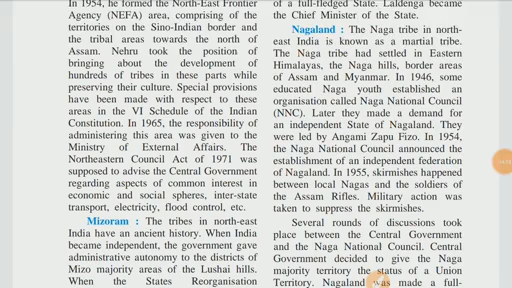 In 1954, he formed the North-East Frontier
Agency (NEFA) area, comprising of the
territories on the Sino-Indian border and
the tribal areas towards the north of
Assam. Nehru took the position of
bringing about the development of
hundreds of tribes in these parts while
preserving their culture. Special provisions
have been made with respect to these
areas in the VI Schedule of the Indian
Constitution. In 1965, the responsibility of
administering this area was given to the
Ministry of External Affairs. The
Northeastern Council Act of 1971 was
supposed to advise the Central Government
regarding aspects of common interest in
economic and social spheres, inter-state
transport, electricity, flood control, etc.
Mizoram : The tribes in north-east
India have an ancient history. When India
became independent, the government gave
administrative autonomy to the districts of
Mizo majority areas of the Lushai hills.
When the States Reorganisation
of a full-fledged State. Laldenga became
the Chief Minister of the State.
Nagaland : The Naga tribe in north-
east India is known as a martial tribe.
The Naga tribe had settled in Eastern
Himalayas, the Naga hills, border areas
of Assam and Myanmar. In 1946, some
educated Naga youth established an
organisation called Naga National Council
(NNC). Later they made a demand for
an independent State of Nagaland. They
were led by Angami Zapu Fizo. In 1954,
the Naga National Council announced the
establishment of an independent federation
of Nagaland. In 1955, skirmishes happened
between local Nagas and the soldiers of
the Assam Rifles. Military action was
taken to suppress the skirmishes.
Several rounds of discussions took
place between the Central Government
and the Naga National Council. Central
Government decided to give the Naga
majority territory the status of a Union
Territory. Nagaland was made a full-